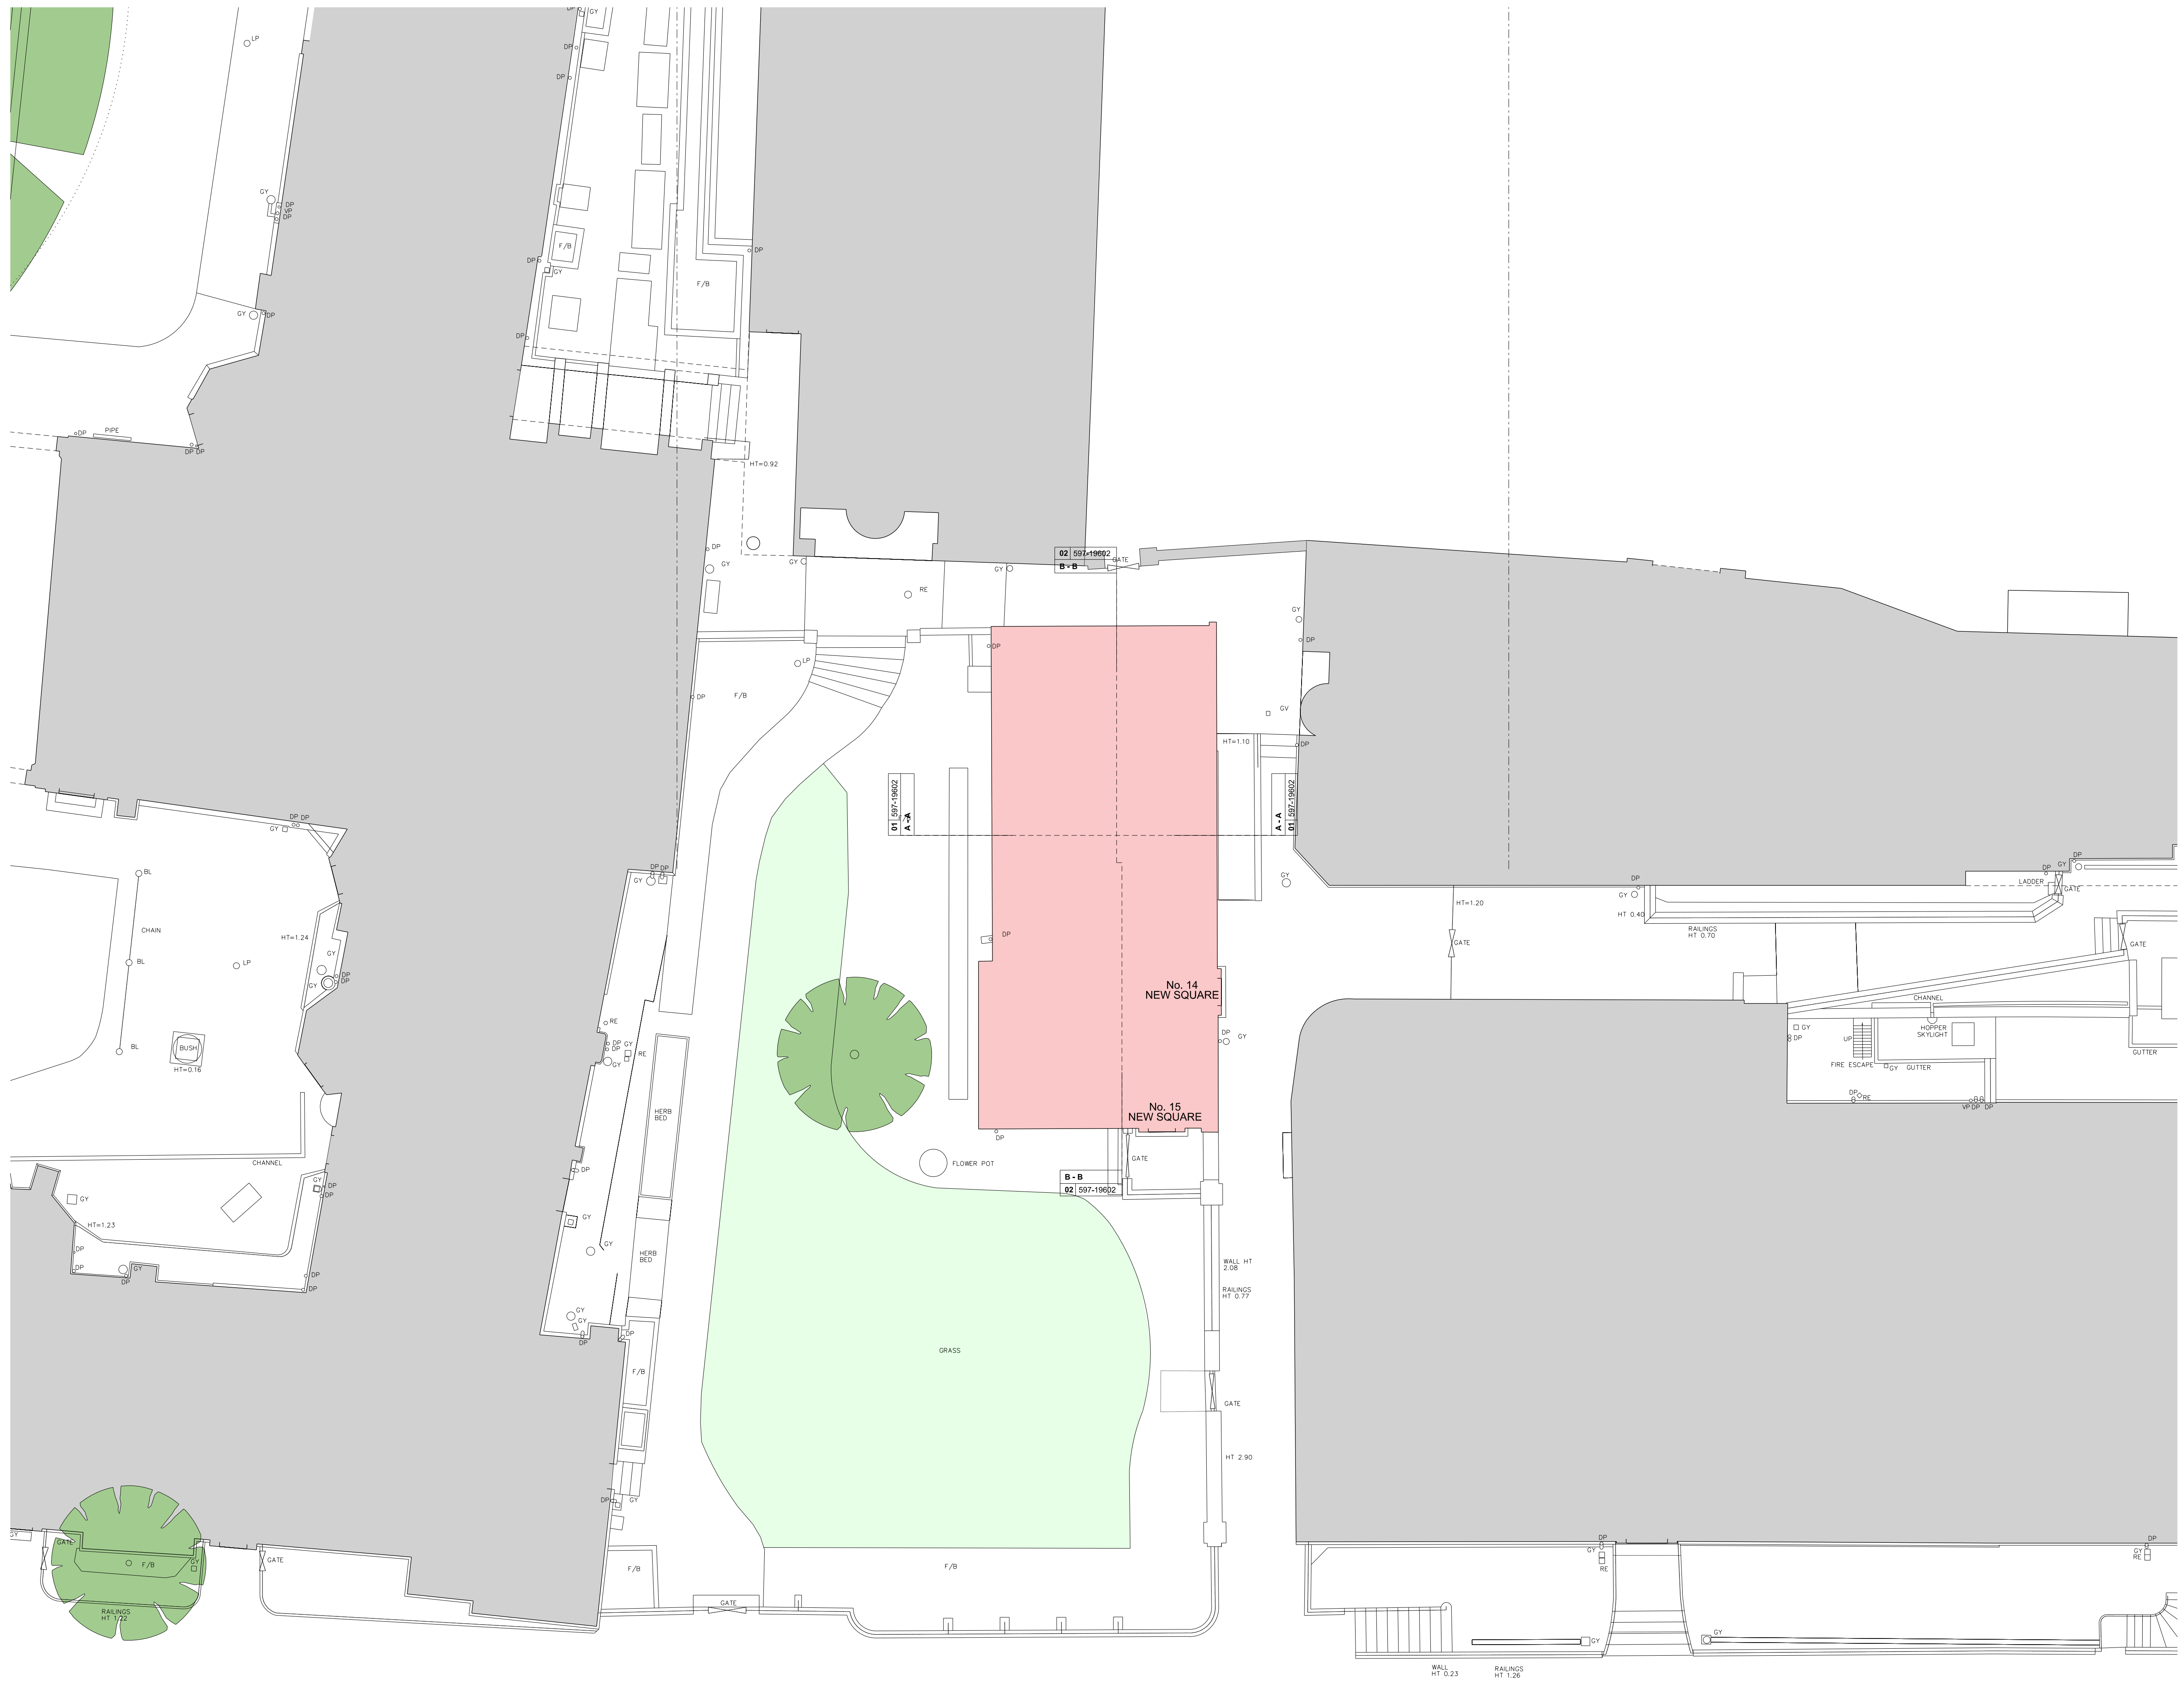 DP
GY
LP
DP
DP
GY
DP
VP
DP
F/B
DP
DP
GY
F/B
GY
DP
DP
DP
PIPE
DP DP
HT=0.92
DP
GY
GY
GY
02 597-19602
B - B
GATE
RE
GY
DP
DP
LP
F/B
DP
GV
HT=1.10
DP
01 597-19602
A - A
A - A
01 597-19602
DP DP
GY
DP DP
GY
GY
BL
CHAIN
HT=1.24
GY
BL
LP
DP
DP
GY
BL
BUSH
HT=0.16
RE
DP
DP
GY
RE
GY
DP
No. 14
NEW SQUARE
DP
GY
HERB
BED
No. 15
NEW SQUARE
DP
GATE
FLOWER POT
B - B
02 597-19602
CHANNEL
DP
GY
DP
DP
GY
HT=1.23
DP
DP
GY
DP
DP
DP
GY
GY
HERB
BED
GY
GY
DP
DP
WALL HT
2.08
RAILINGS
HT 0.77
GRASS
F/B
GATE
HT 2.90
DP
GY
GY
GATE
F/B
GY
GATE
RAILINGS
HT 1.22
F/B
F/B
GATE
HT=1.20
GATE
DP
GY
HT 0.40
RAILINGS
HT 0.70
DP
GY
DP
LADDER
GATE
GATE
CHANNEL
HOPPER
SKYLIGHT
GY
DP
UP
FIRE ESCAPE
GY
GUTTER
GUTTER
DP
RE
VP DP DP
DP
GY
RE
DP
GY
RE
GY
GY
WALL
HT 0.23
RAILINGS
HT 1.26